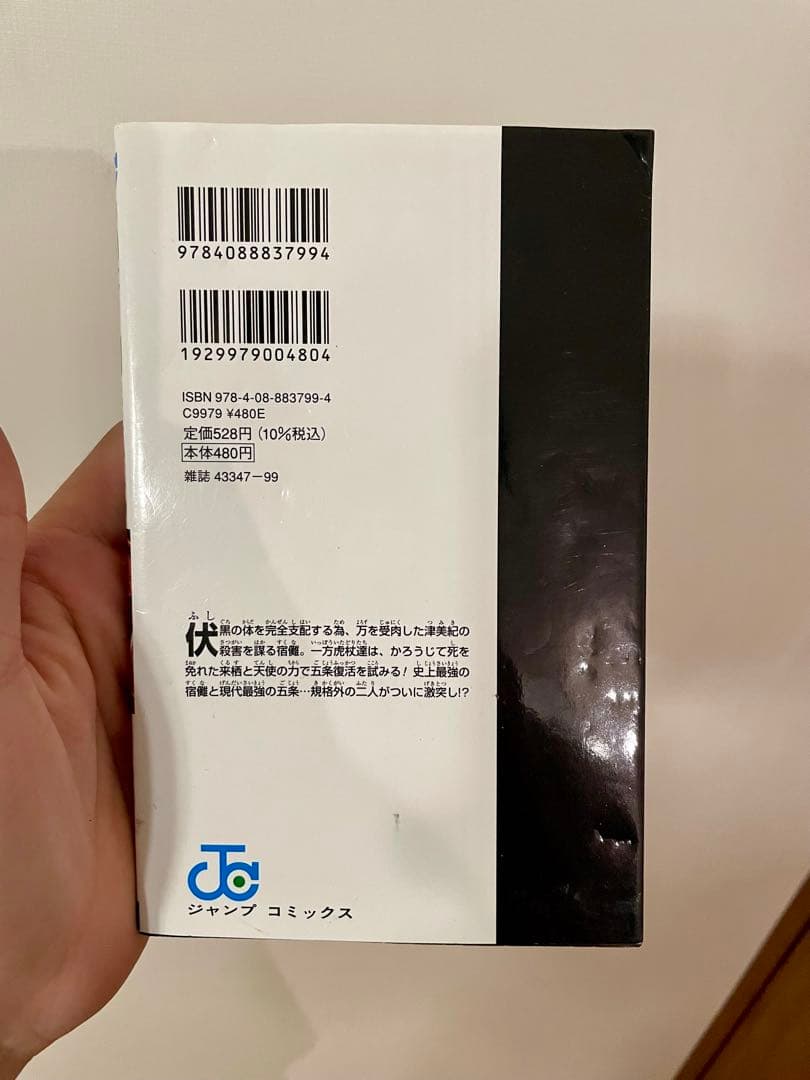 9784088837994
1929979004804
ISBN 978-4-08-883799-4
C9979 ¥480E
定価528円(10%税込)
本体480円
雑誌 43347-99
伏黒の体を完全支配する為、万を受肉した津美紀の
殺害を謀る宿儺。一方虎杖達は、かろうじて死を
免れた来栖と天使の力で五条復活を試みる! 史上最強の
宿儺と現代最強の五条…規格外の二人がついに激突し!?
ジャンプ コミックス